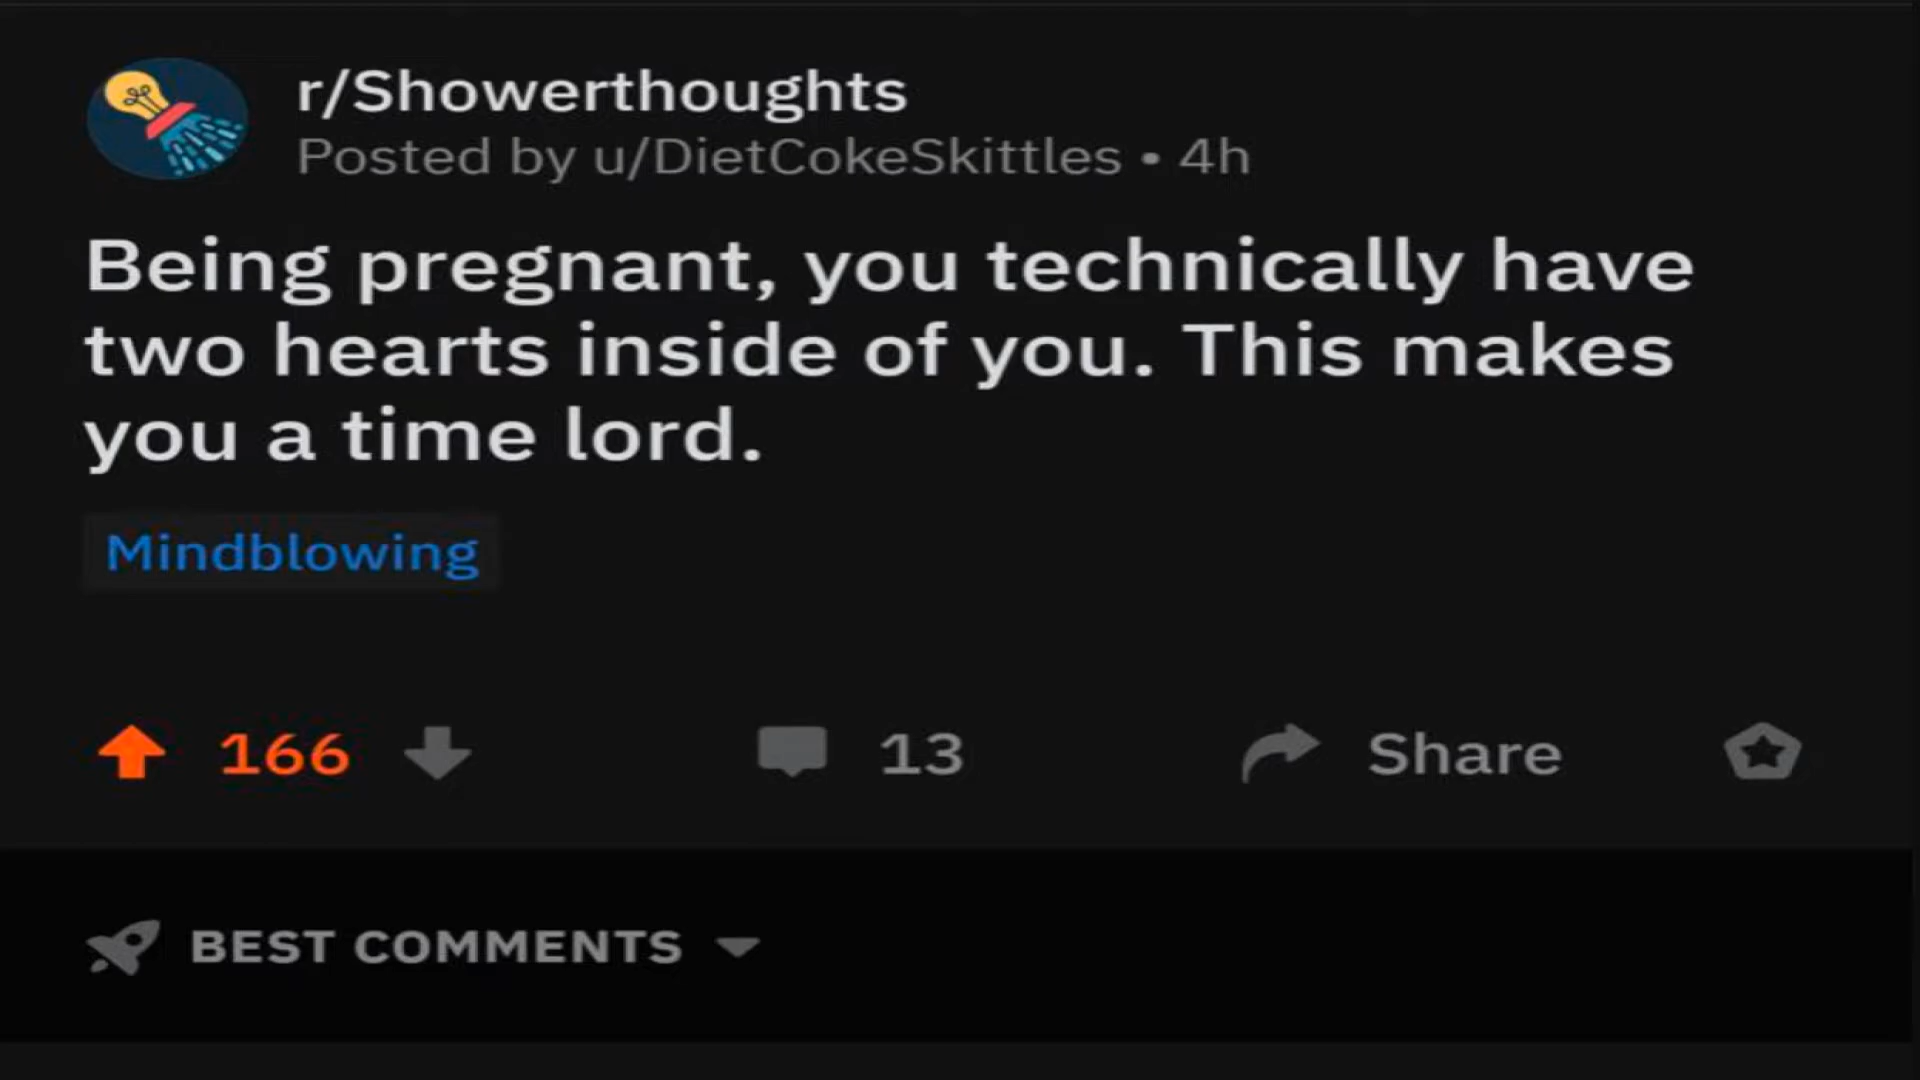 r/Showerthoughts
Posted by u/DietCokeSkittles • 4h
Being pregnant, you technically have
two hearts inside of you. This makes
you a time lord.
Mindblowing
166 13 Share
BEST COMMENTS